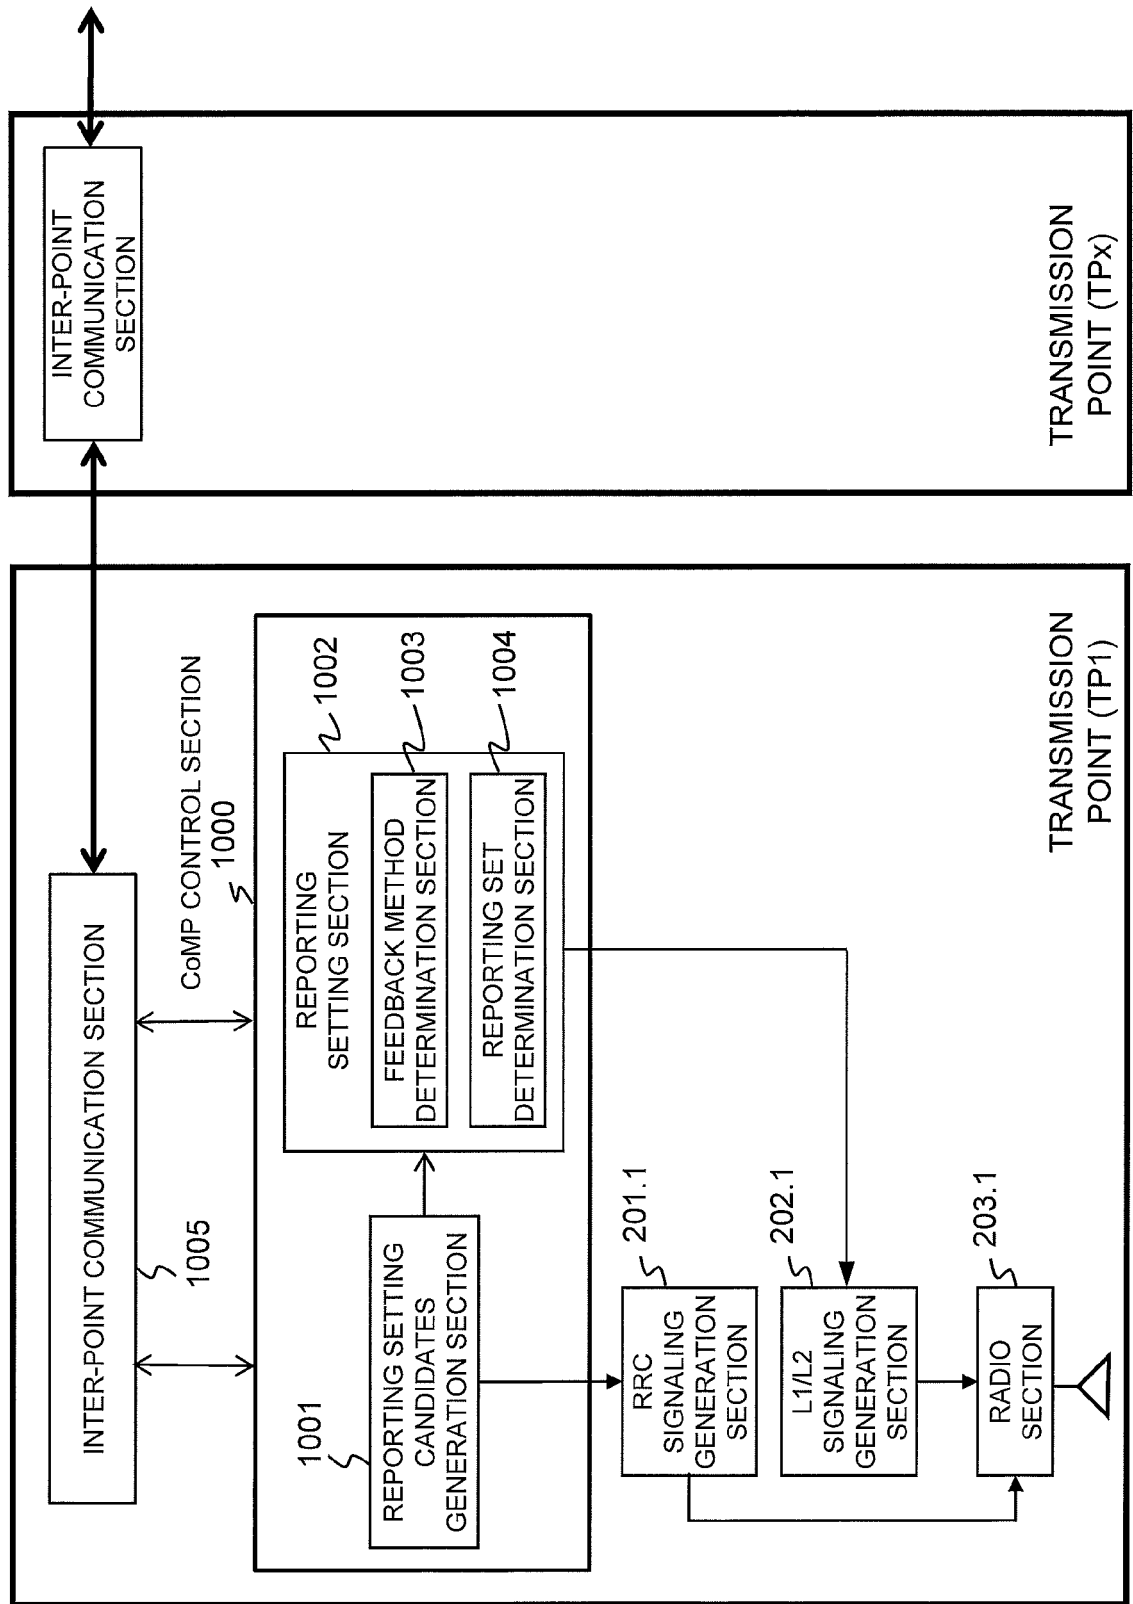 INTER-POINT COMMUNICATION SECTION
1005
CoMP CONTROL SECTION
1000
1001
REPORTING SETTING
CANDIDATES
GENERATION SECTION
REPORTING
SETTING SECTION
1002
FEEDBACK METHOD
DETERMINATION SECTION
1003
REPORTING SET
DETERMINATION SECTION
1004
RRC
SIGNALING
GENERATION
SECTION
201.1
L1/L2
SIGNALING
GENERATION
SECTION
202.1
RADIO
SECTION
203.1
TRANSMISSION
POINT (TP1)
INTER-POINT
COMMUNICATION
SECTION
TRANSMISSION
POINT (TPx)